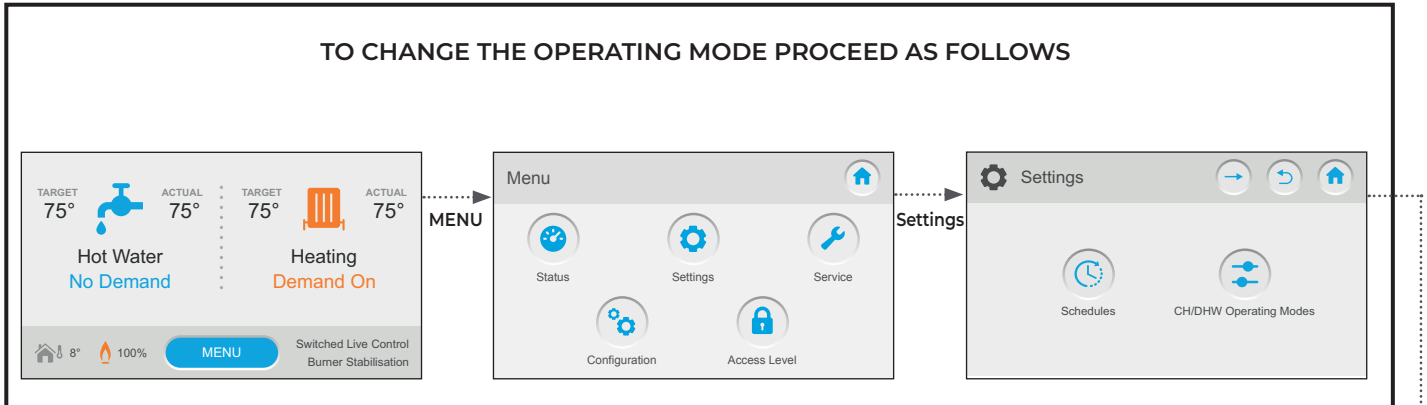 TO CHANGE THE OPERATING MODE PROCEED AS FOLLOWS
TARGET
75°
ACTUAL
75°
Hot Water
No Demand
TARGET
75°
ACTUAL
75°
Heating
Demand On
8°
100%
MENU
Switched Live Control
Burner Stabilisation
MENU
Menu
Status
Settings
Service
Configuration
Access Level
Settings
Settings
Schedules
CH/DHW Operating Modes